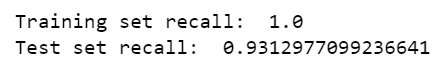 Training set recall:  1.0
Test set recall:  0.9312977099236641